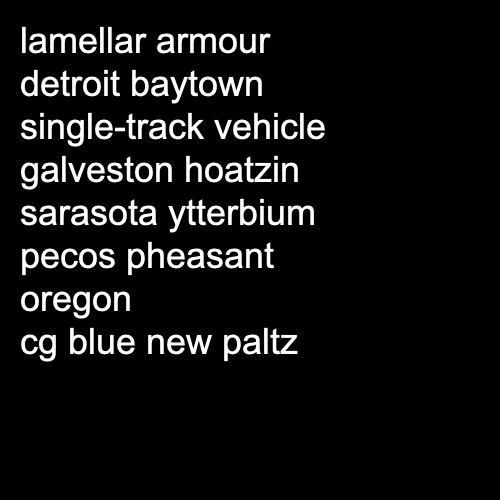 lamellar armour
detroit baytown
single-track vehicle
galveston hoatzin
sarasota ytterbium
pecos pheasant
oregon
cg blue new paltz